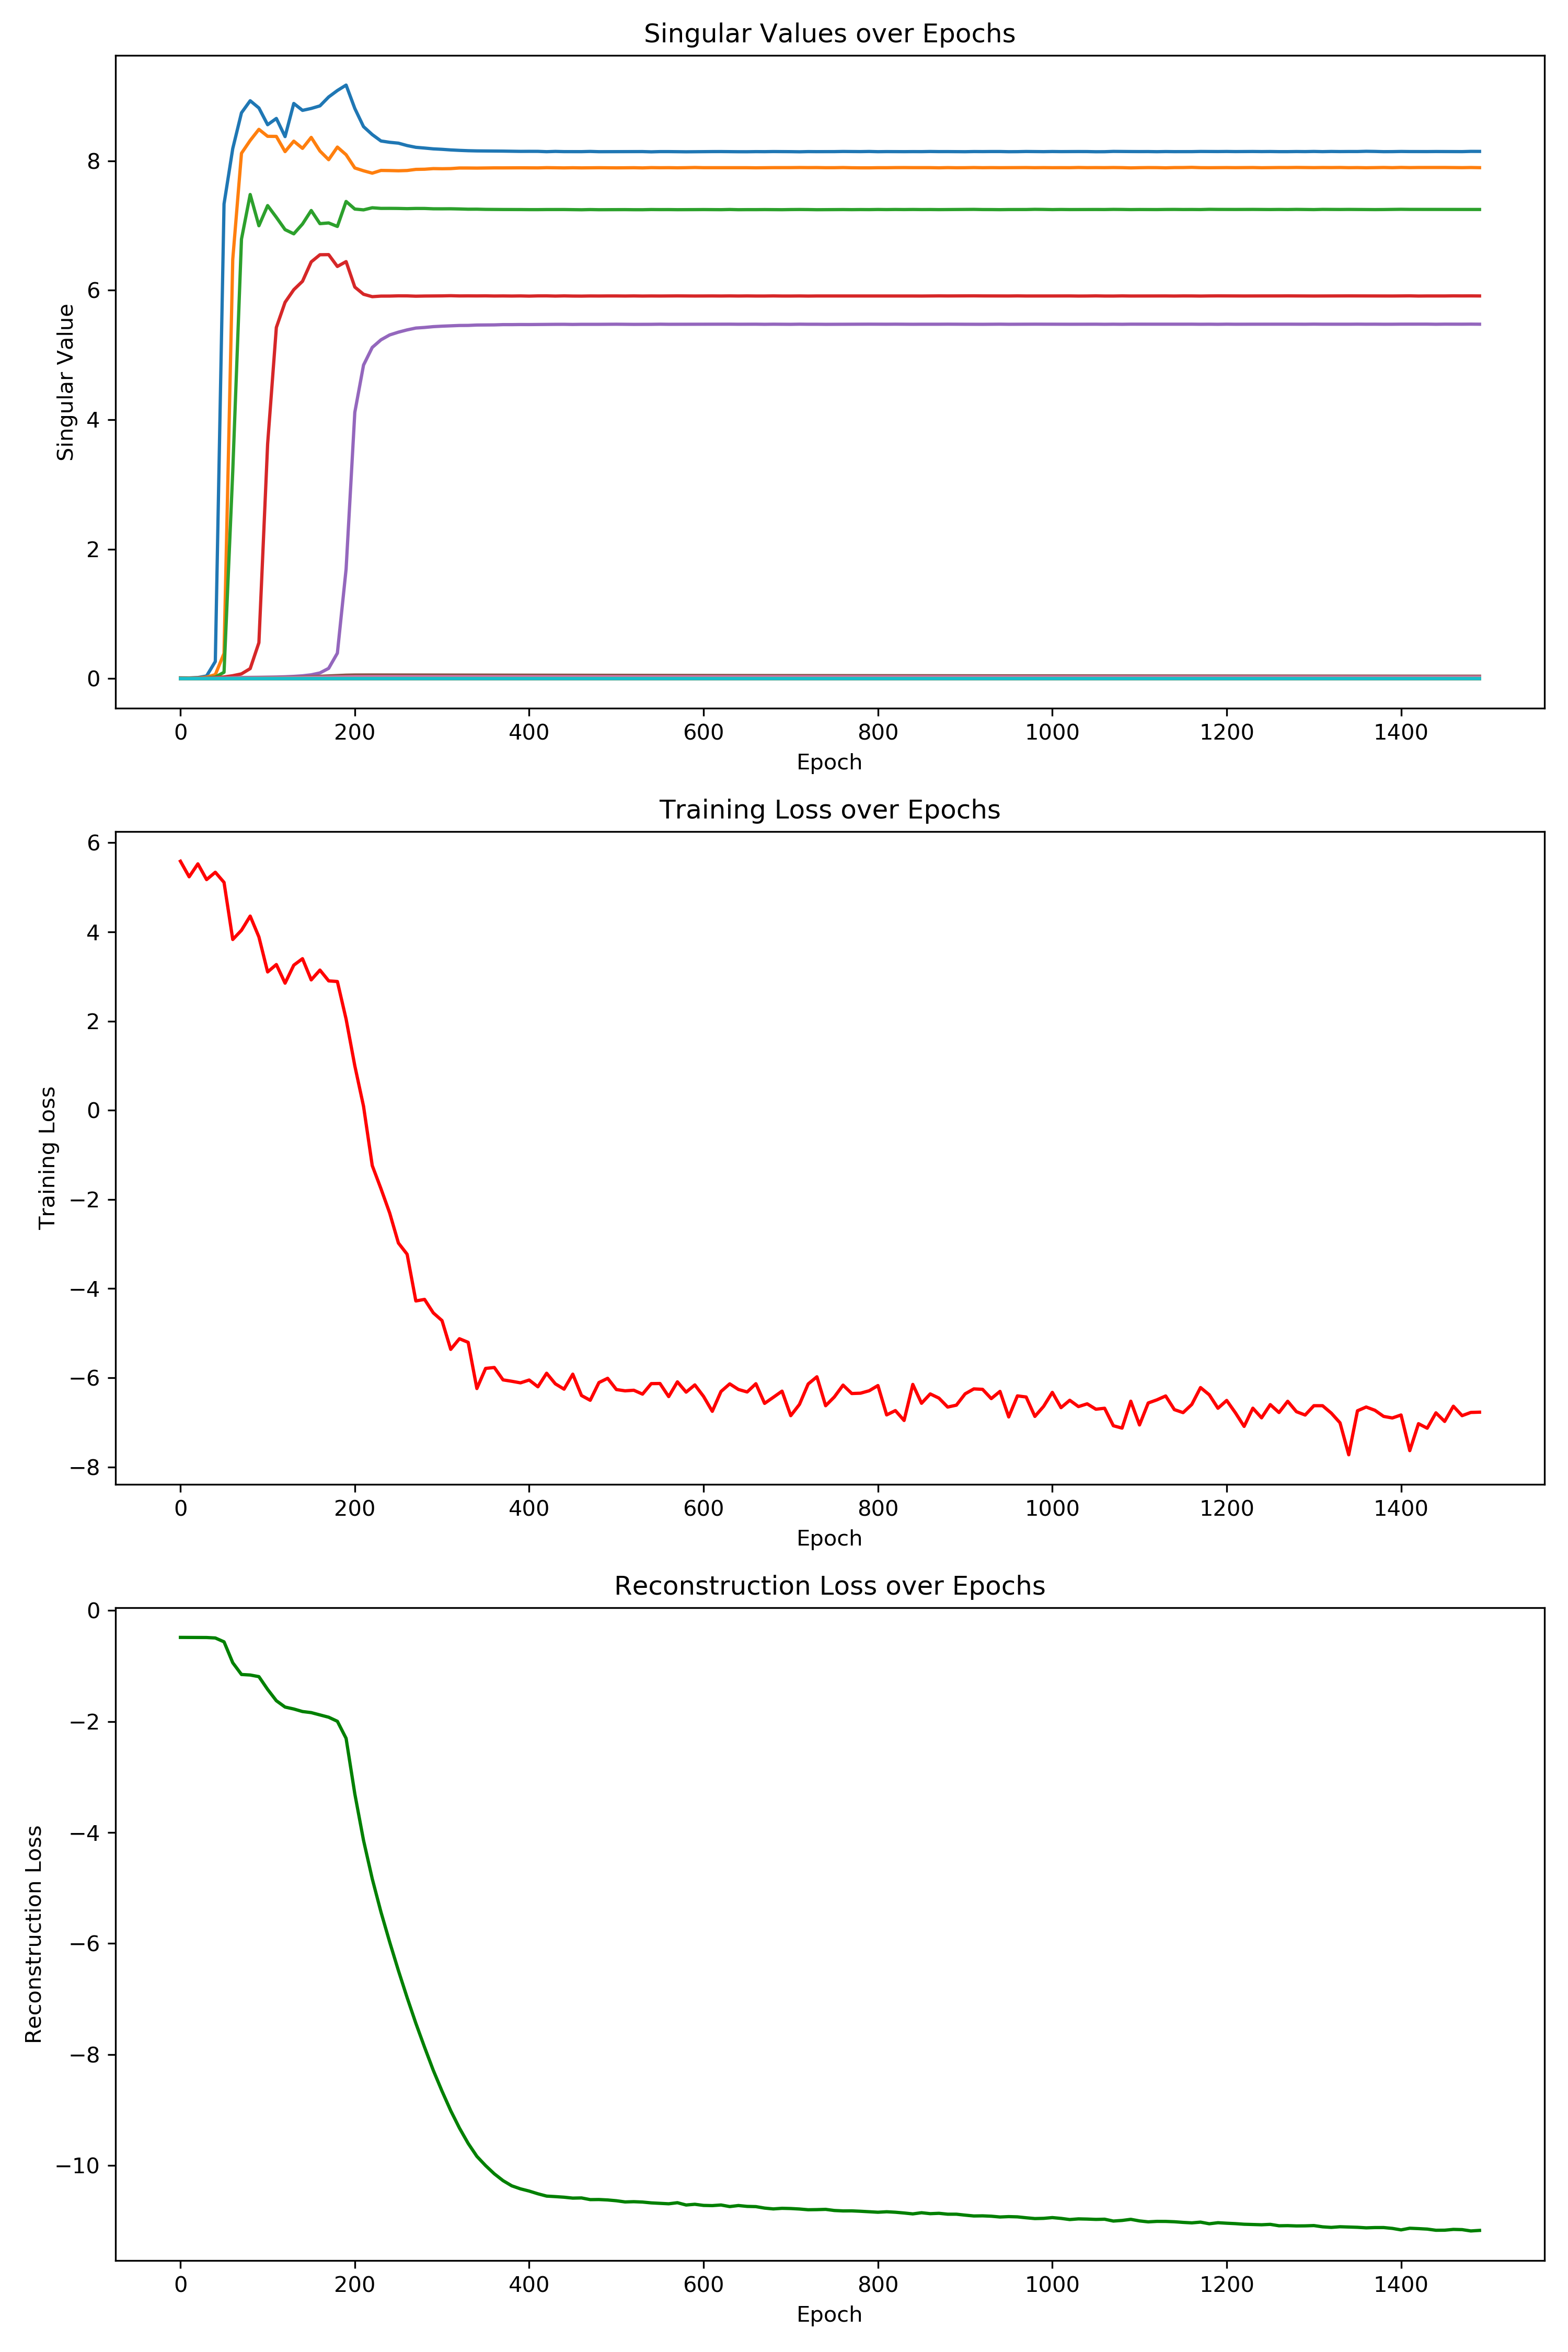 Singular Values over Epochs
8
6
4
2
0
Singular Value
0 200 400 600 800 1000 1200 1400
Epoch
Training Loss over Epochs
6
4
2
0
−2
−4
−6
−8
Training Loss
0 200 400 600 800 1000 1200 1400
Epoch
Reconstruction Loss over Epochs
0
−2
−4
−6
−8
−10
Reconstruction Loss
0 200 400 600 800 1000 1200 1400
Epoch